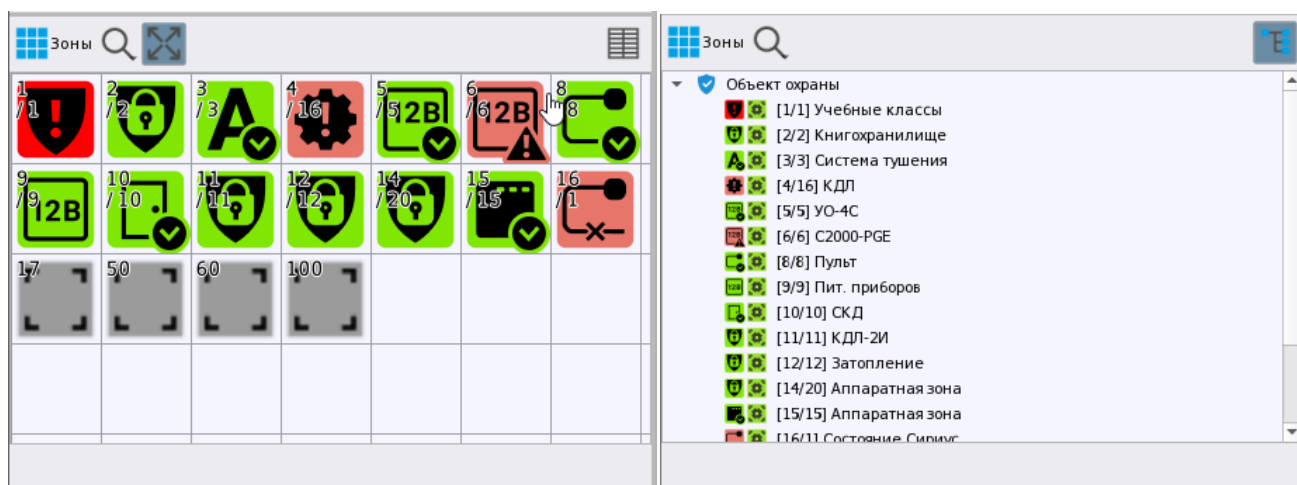 Зоны
1 / 1
2 / 2
3 / 3
4 / 16
5 / 5 12В
6 / 6 12В
8 8
9 / 9 12В
10 / 10
11 / 11
12 / 12
14 / 20
15 / 15
16 / 1
17
50
60
100
Зоны
Объект охраны
[1/1] Учебные классы
[2/2] Книгохранилище
[3/3] Система тушения
[4/16] КДЛ
[5/5] УО-4С
[6/6] С2000-PGE
[8/8] Пульт
[9/9] Пит. приборов
[10/10] СКД
[11/11] КДЛ-2И
[12/12] Затопление
[14/20] Аппаратная зона
[15/15] Аппаратная зона
[16/1] Состояние Сириус